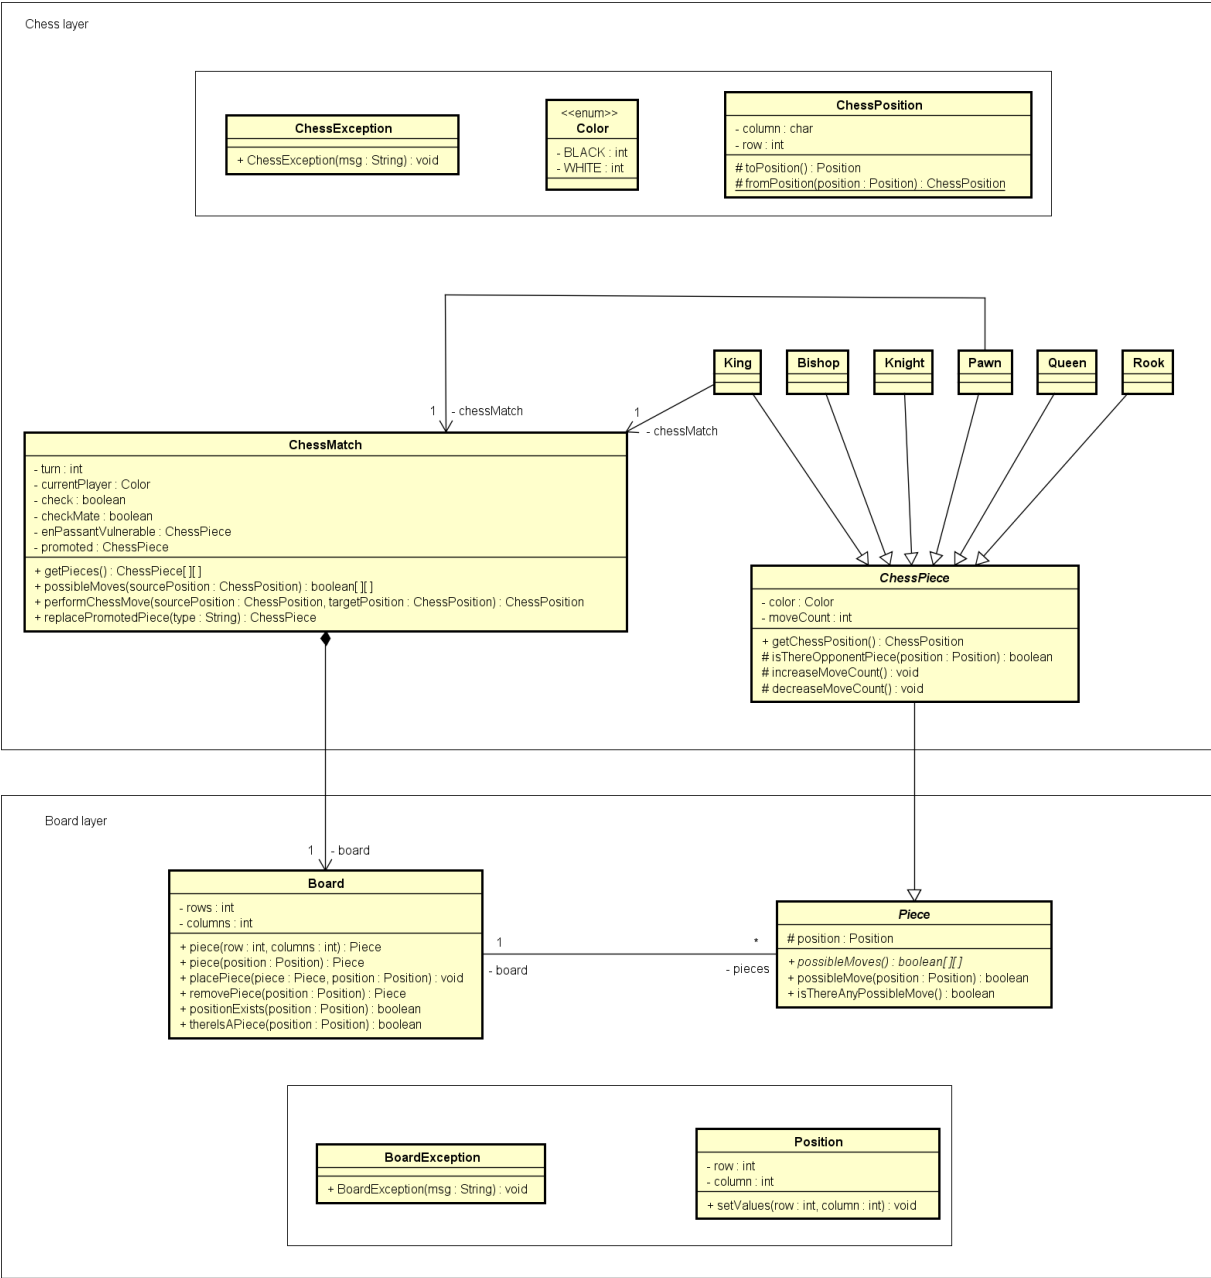 Chess layer
ChessException
+ ChessException(msg : String) : void
<<enum>>
Color
- BLACK : int
- WHITE : int
ChessPosition
- column : char
- row : int
# toPosition() : Position
# fromPosition(position : Position) : ChessPosition
King
Bishop
Knight
Pawn
Queen
Rook
1
- chessMatch
1
- chessMatch
ChessMatch
- turn : int
- currentPlayer : Color
- check : boolean
- checkMate : boolean
- enPassantVulnerable : ChessPiece
- promoted : ChessPiece
+ getPieces() : ChessPiece[ ][ ]
+ possibleMoves(sourcePosition : ChessPosition) : boolean[ ][ ]
+ performChessMove(sourcePosition : ChessPosition, targetPosition : ChessPosition) : ChessPosition
+ replacePromotedPiece(type : String) : ChessPiece
ChessPiece
- color : Color
- moveCount : int
+ getChessPosition() : ChessPosition
# isThereOpponentPiece(position : Position) : boolean
# increaseMoveCount() : void
# decreaseMoveCount() : void
Board layer
1
- board
Board
- rows : int
- columns : int
+ piece(row : int, columns : int) : Piece
+ piece(position : Position) : Piece
+ placePiece(piece : Piece, position : Position) : void
+ removePiece(position : Position) : Piece
+ positionExists(position : Position) : boolean
+ thereIsAPiece(position : Position) : boolean
1
- board
*
- pieces
Piece
# position : Position
+ possibleMoves() : boolean[ ][ ]
+ possibleMove(position : Position) : boolean
+ isThereAnyPossibleMove() : boolean
BoardException
+ BoardException(msg : String) : void
Position
- row : int
- column : int
+ setValues(row : int, column : int) : void